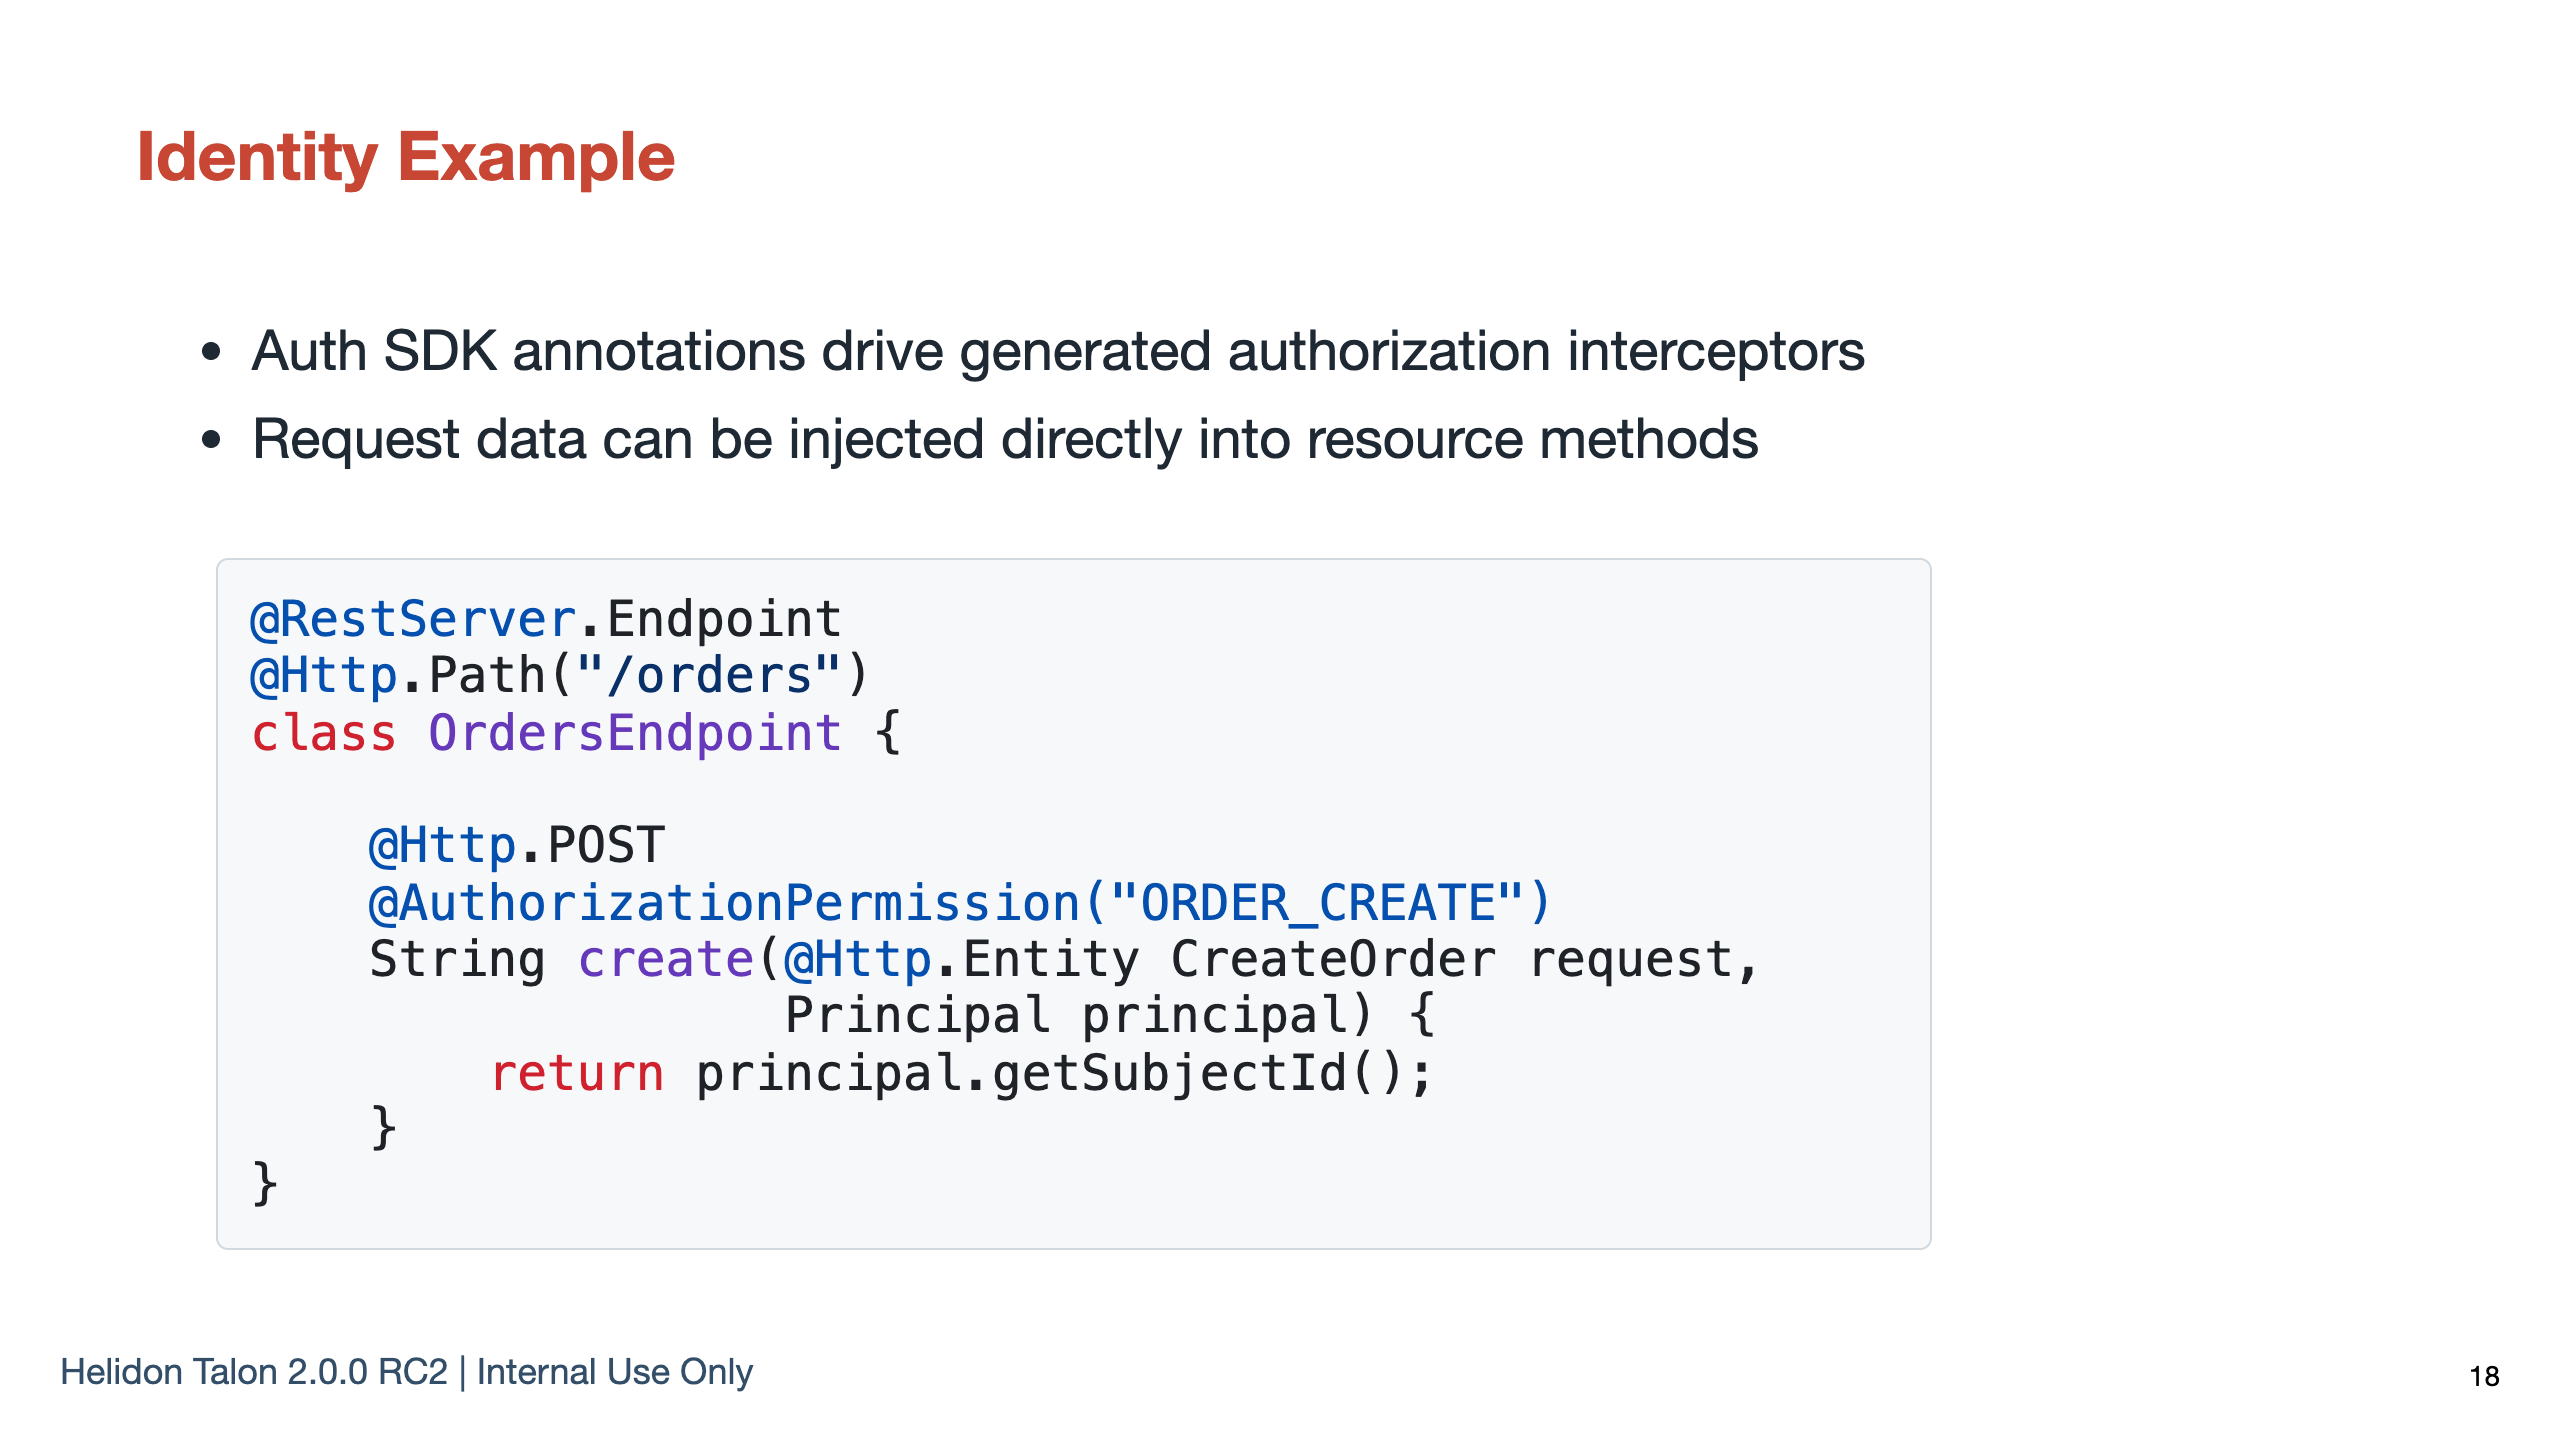 Identity Example
• Auth SDK annotations drive generated authorization interceptors
• Request data can be injected directly into resource methods
@RestServer.Endpoint
@Http.Path("/orders")
class OrdersEndpoint {

    @Http.POST
    @AuthorizationPermission("ORDER_CREATE")
    String create(@Http.Entity CreateOrder request,
                  Principal principal) {
        return principal.getSubjectId();
    }
}
Helidon Talon 2.0.0 RC2 | Internal Use Only
18